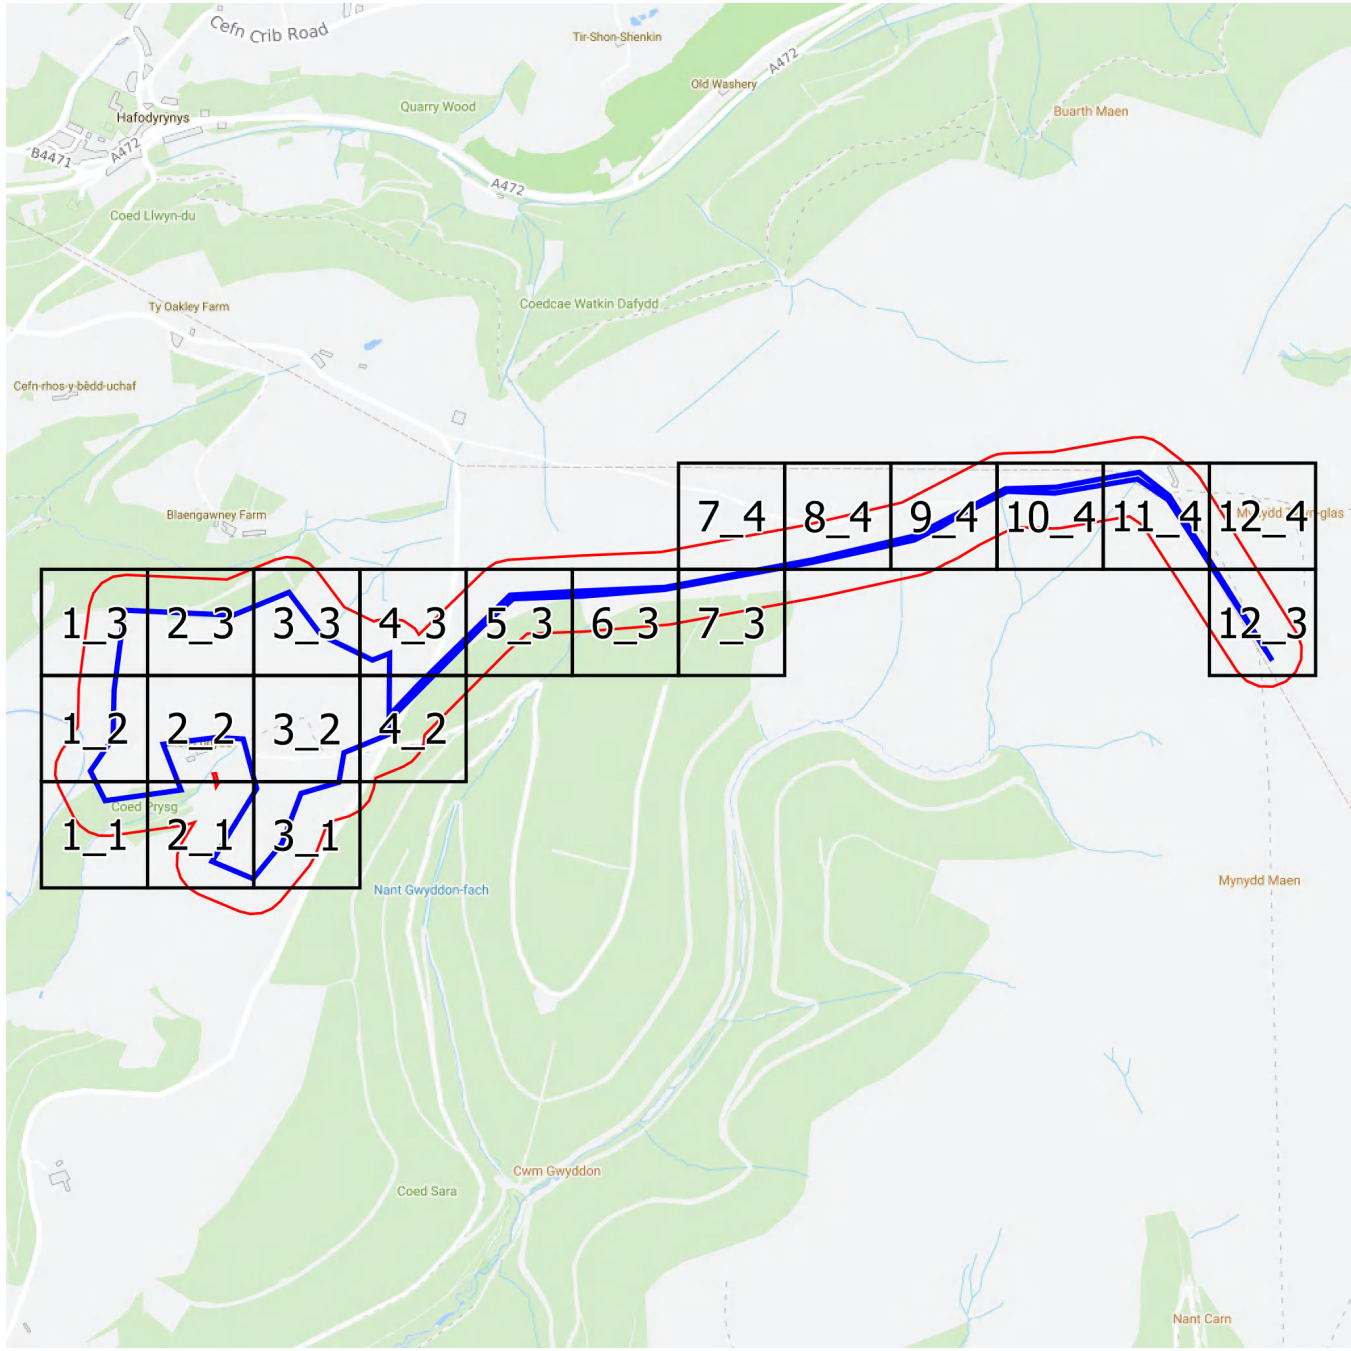 Cefn Crib Road
Tir-Shon-Shenkin
A472
Old Washery
Quarry Wood
Buarth Maen
Hafodyrynys
B4471
A472
A472
Coed Llwyn-du
Ty Oakley Farm
Coedcae Watkin Dafydd
Cefn-rhos-y-bedd-uchaf
Blaengawney Farm
7_4
8_4
9_4
10_4
11_4
12_4
1_3
2_3
3_3
4_3
5_3
6_3
7_3
12_3
1_2
2_2
3_2
4_2
Coed Prysg
1_1
2_1
3_1
Nant Gwyddon-fach
Mynydd Maen
Cwm Gwyddon
Coed Sara
Nant Carn